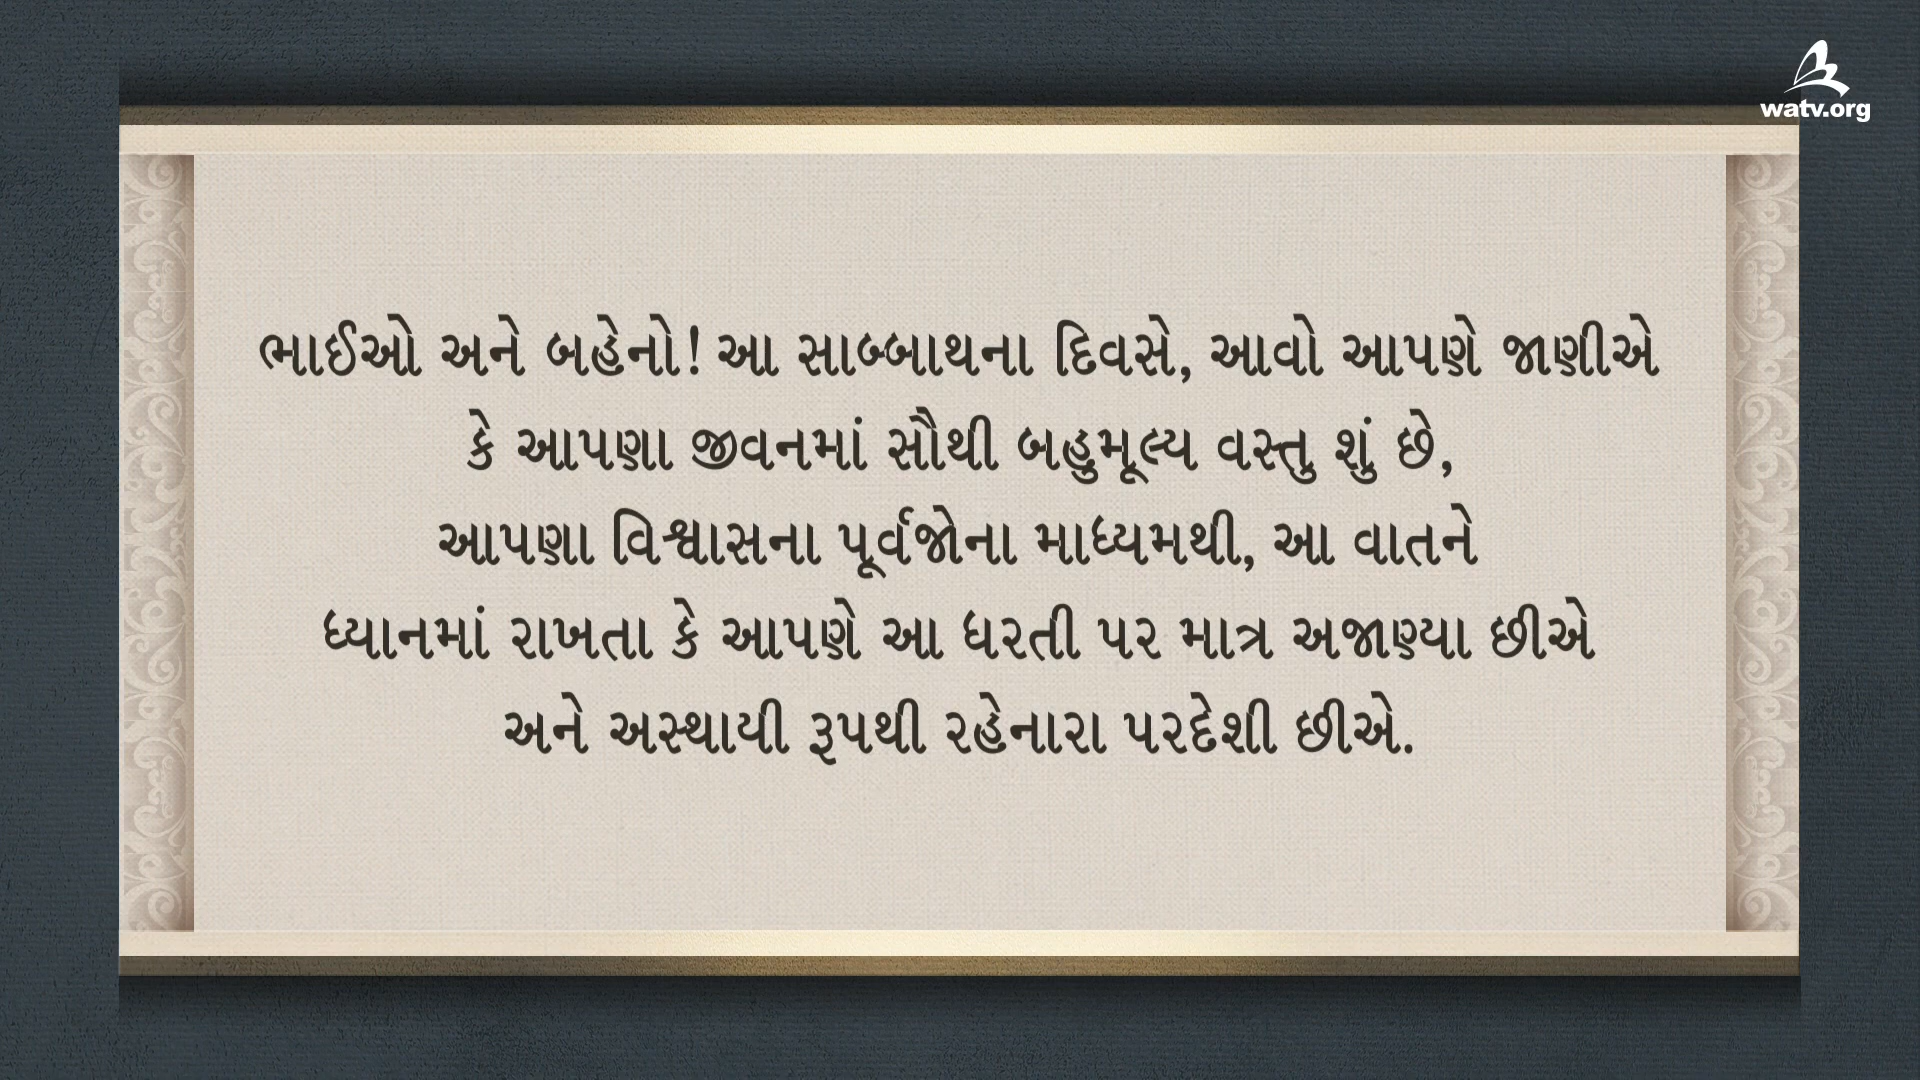 watv.org
ભાઈઓ અને બહેનો! આ સાબ્બાથના દિવસે, આવો આપણે જાણીએ
કે આપણા જીવનમાં સૌથી બહુમૂલ્ય વસ્તુ શું છે,
આપણા વિશ્વાસના પૂર્વજોના માધ્યમથી, આ વાતને
ધ્યાનમાં રાખતા કે આપણે આ ધરતી પર માત્ર અજાણ્યા છીએ
અને અસ્થાયી રૂપથી રહેનારા પરદેશી છીએ.